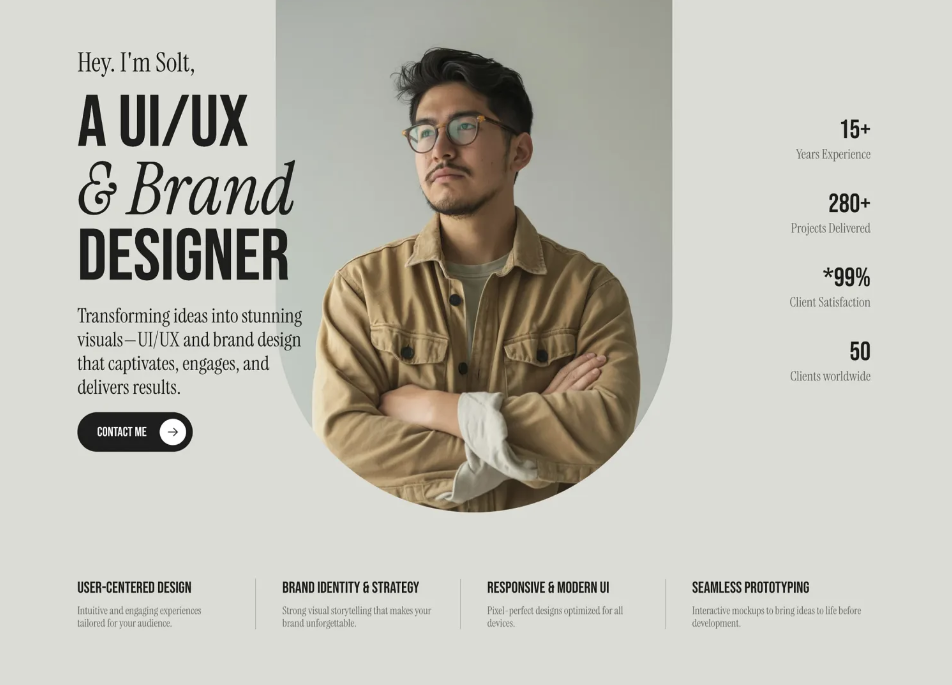 Hey. I'm Solt,
A UI/UX
& Brand
DESIGNER
Transforming ideas into stunning
visuals—UI/UX and brand design
that captivates, engages, and
delivers results.
CONTACT ME
15+
Years Experience
280+
Projects Delivered
*99%
Client Satisfaction
50
Clients worldwide
USER-CENTERED DESIGN
Intuitive and engaging experiences
tailored for your audience.
BRAND IDENTITY & STRATEGY
Strong visual storytelling that makes your
brand unforgettable.
RESPONSIVE & MODERN UI
Pixel-perfect designs optimized for all
devices.
SEAMLESS PROTOTYPING
Interactive mockups to bring ideas to life before
development.